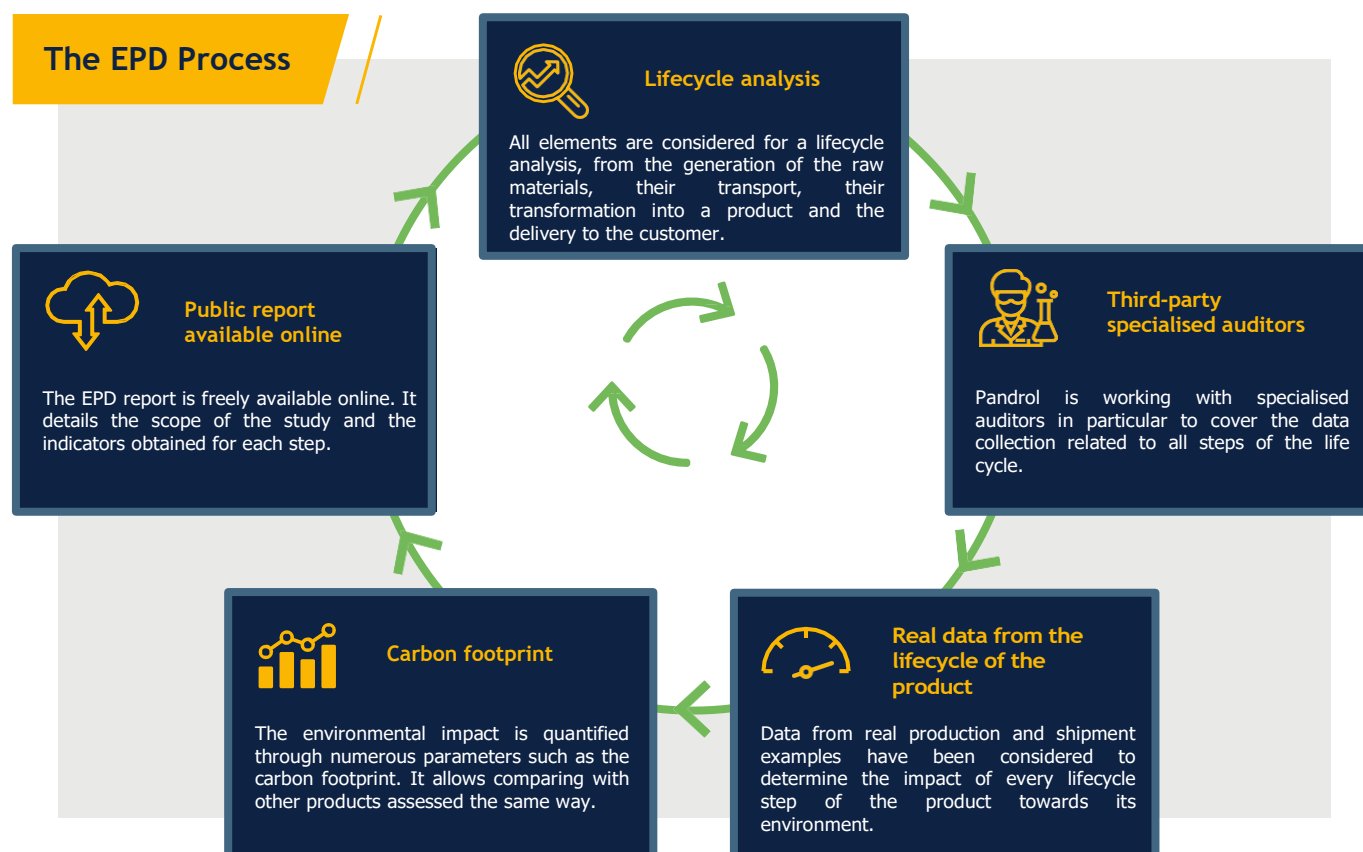 The EPD Process
Lifecycle analysis
All elements are considered for a lifecycle
analysis, from the generation of the raw
materials, their transport, their
transformation into a product and the
delivery to the customer.
Third-party
specialised auditors
Pandrol is working with specialised
auditors in particular to cover the data
collection related to all steps of the life
cycle.
Real data from the
lifecycle of the
product
Data from real production and shipment
examples have been considered to
determine the impact of every lifecycle
step of the product towards its
environment.
Carbon footprint
The environmental impact is quantified
through numerous parameters such as the
carbon footprint. It allows comparing with
other products assessed the same way.
Public report
available online
The EPD report is freely available online. It
details the scope of the study and the
indicators obtained for each step.